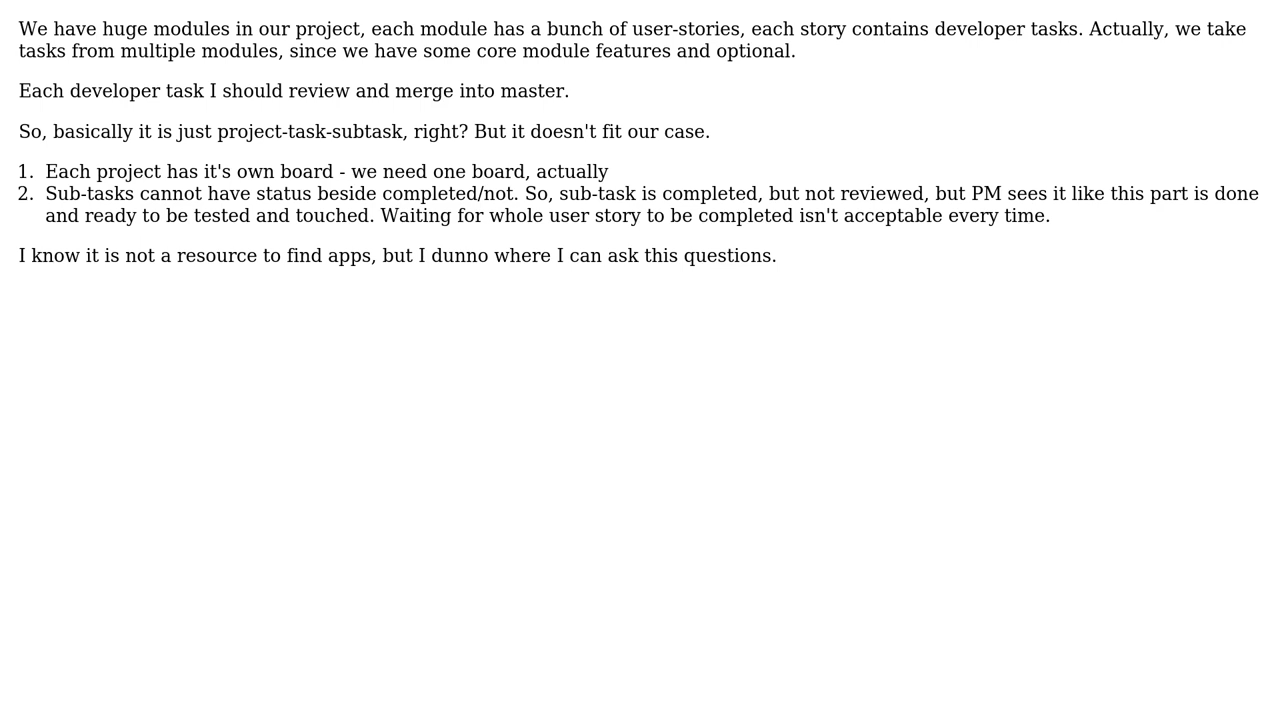 We have huge modules in our project, each module has a bunch of user-stories, each story contains developer tasks. Actually, we take
tasks from multiple modules, since we have some core module features and optional.
Each developer task I should review and merge into master.
So, basically it is just project-task-subtask, right? But it doesn't fit our case.
1. Each project has it's own board - we need one board, actually
2. Sub-tasks cannot have status beside completed/not. So, sub-task is completed, but not reviewed, but PM sees it like this part is done
and ready to be tested and touched. Waiting for whole user story to be completed isn't acceptable every time.
I know it is not a resource to find apps, but I dunno where I can ask this questions.